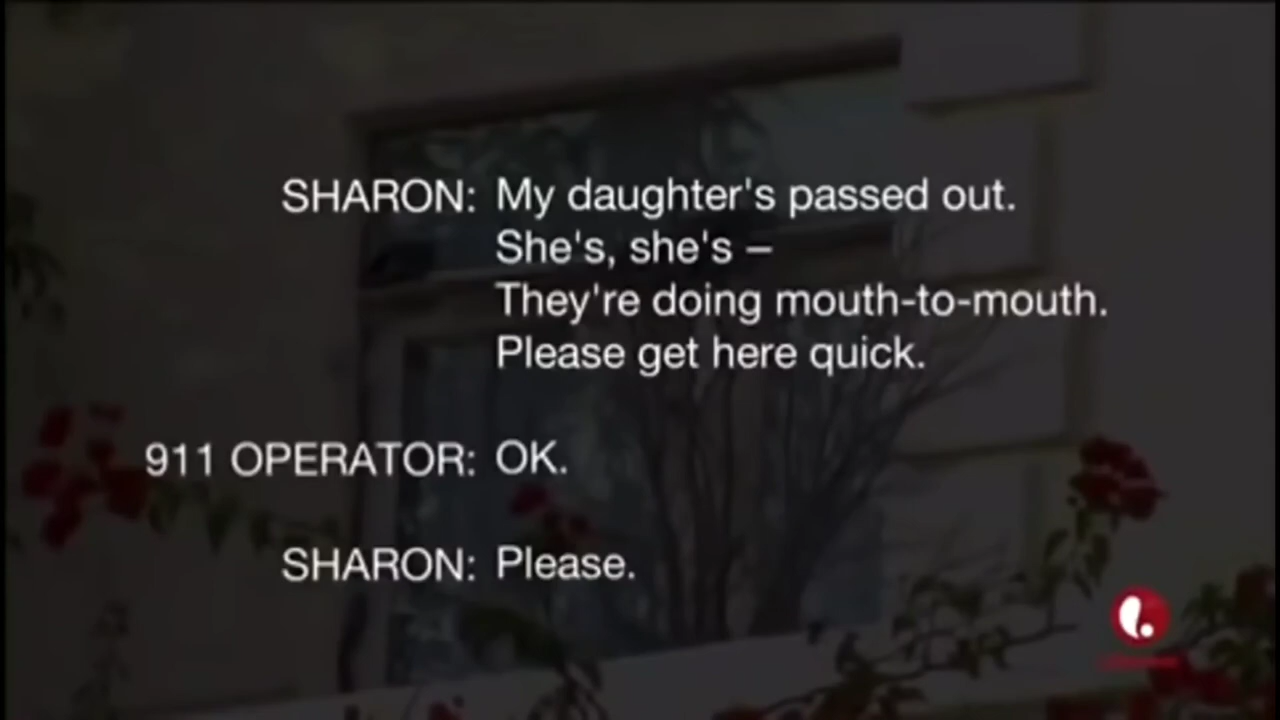 SHARON: My daughter's passed out.
She's, she's –
They're doing mouth-to-mouth.
Please get here quick.
911 OPERATOR: OK.
SHARON: Please.